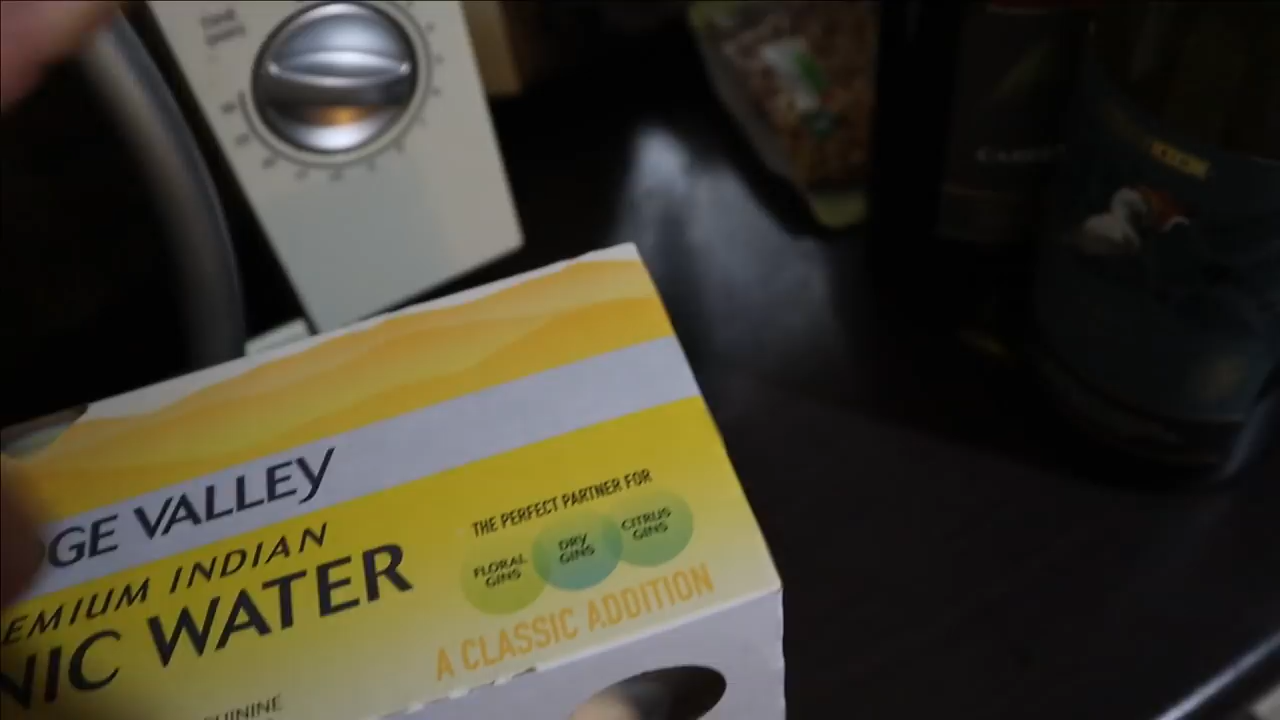 GE VALLEY
EMIUM INDIAN
NIC WATER
THE PERFECT PARTNER FOR
FLORAL
GINS
DRY
GINS
CITRUS
GINS
A CLASSIC ADDITION